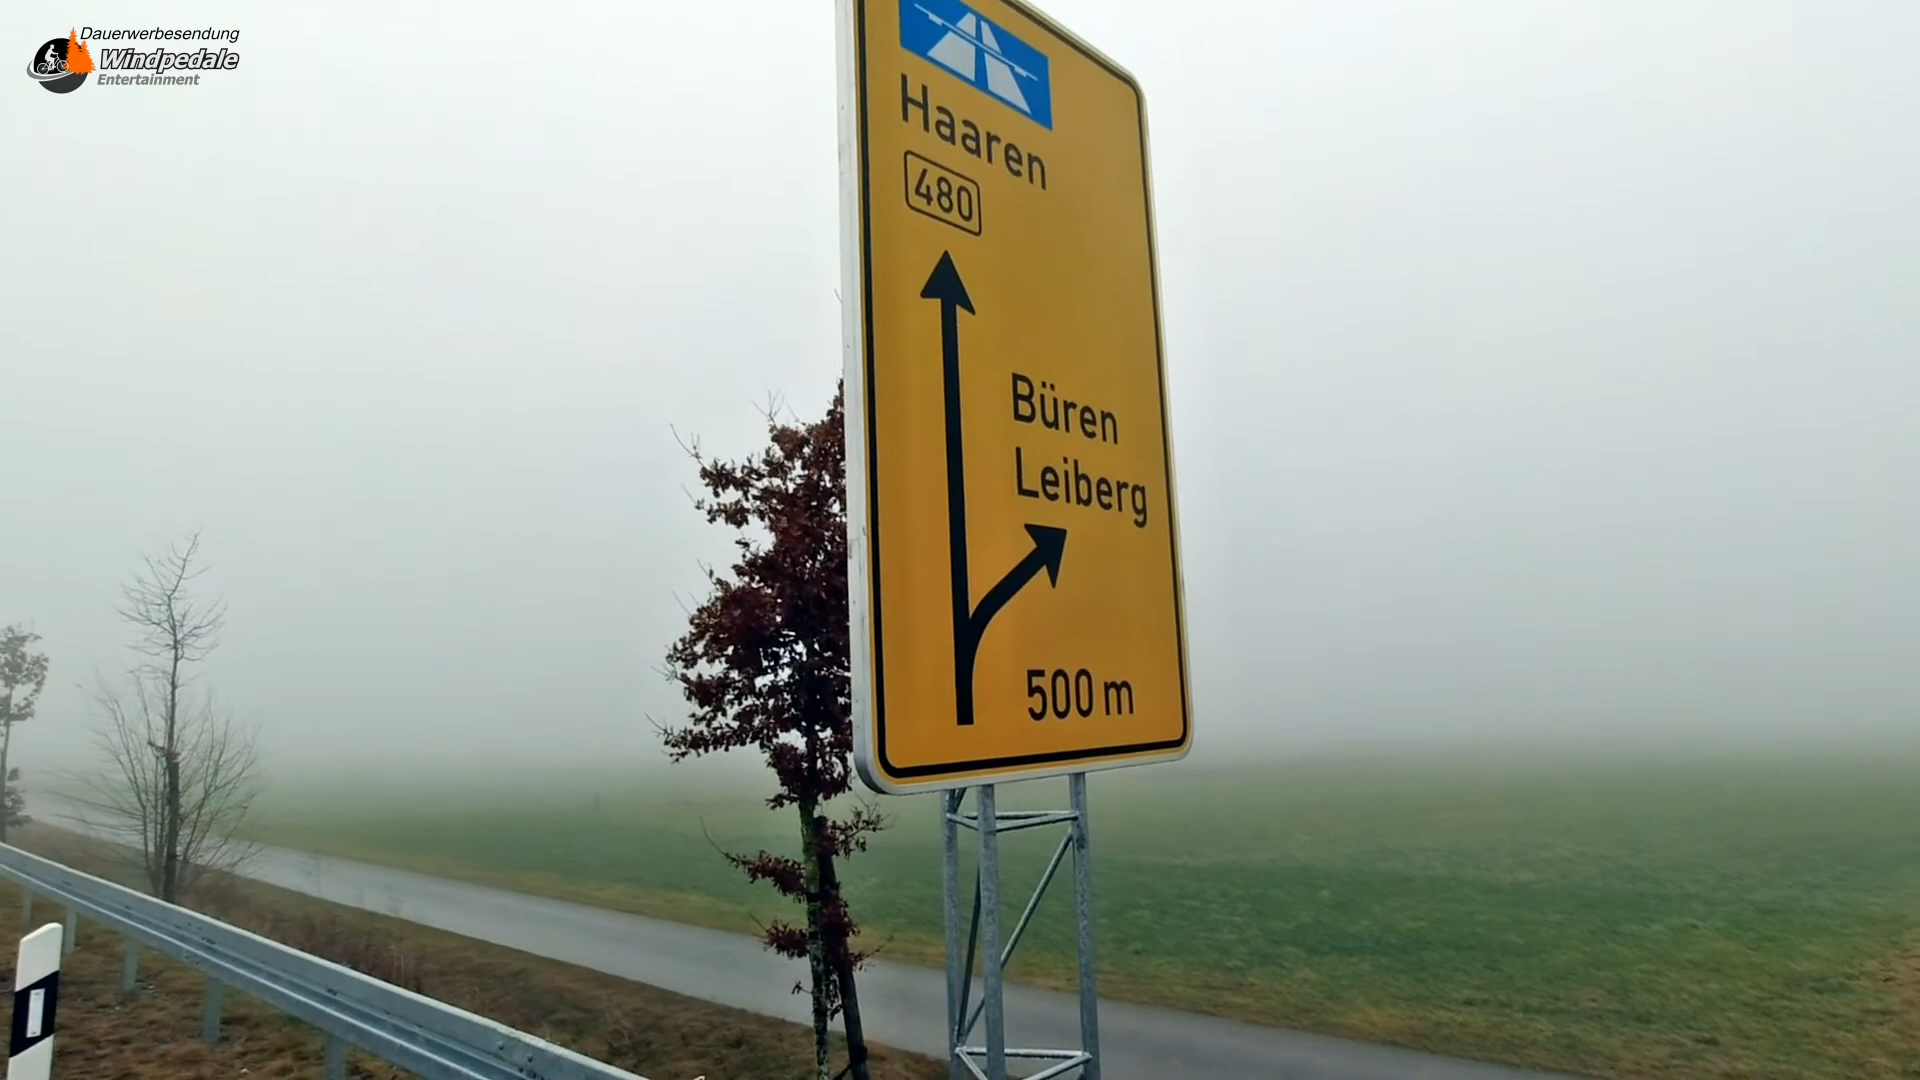 Dauerwerbesendung
Windpedale
Entertainment
Haaren
480
Büren
Leiberg
500 m